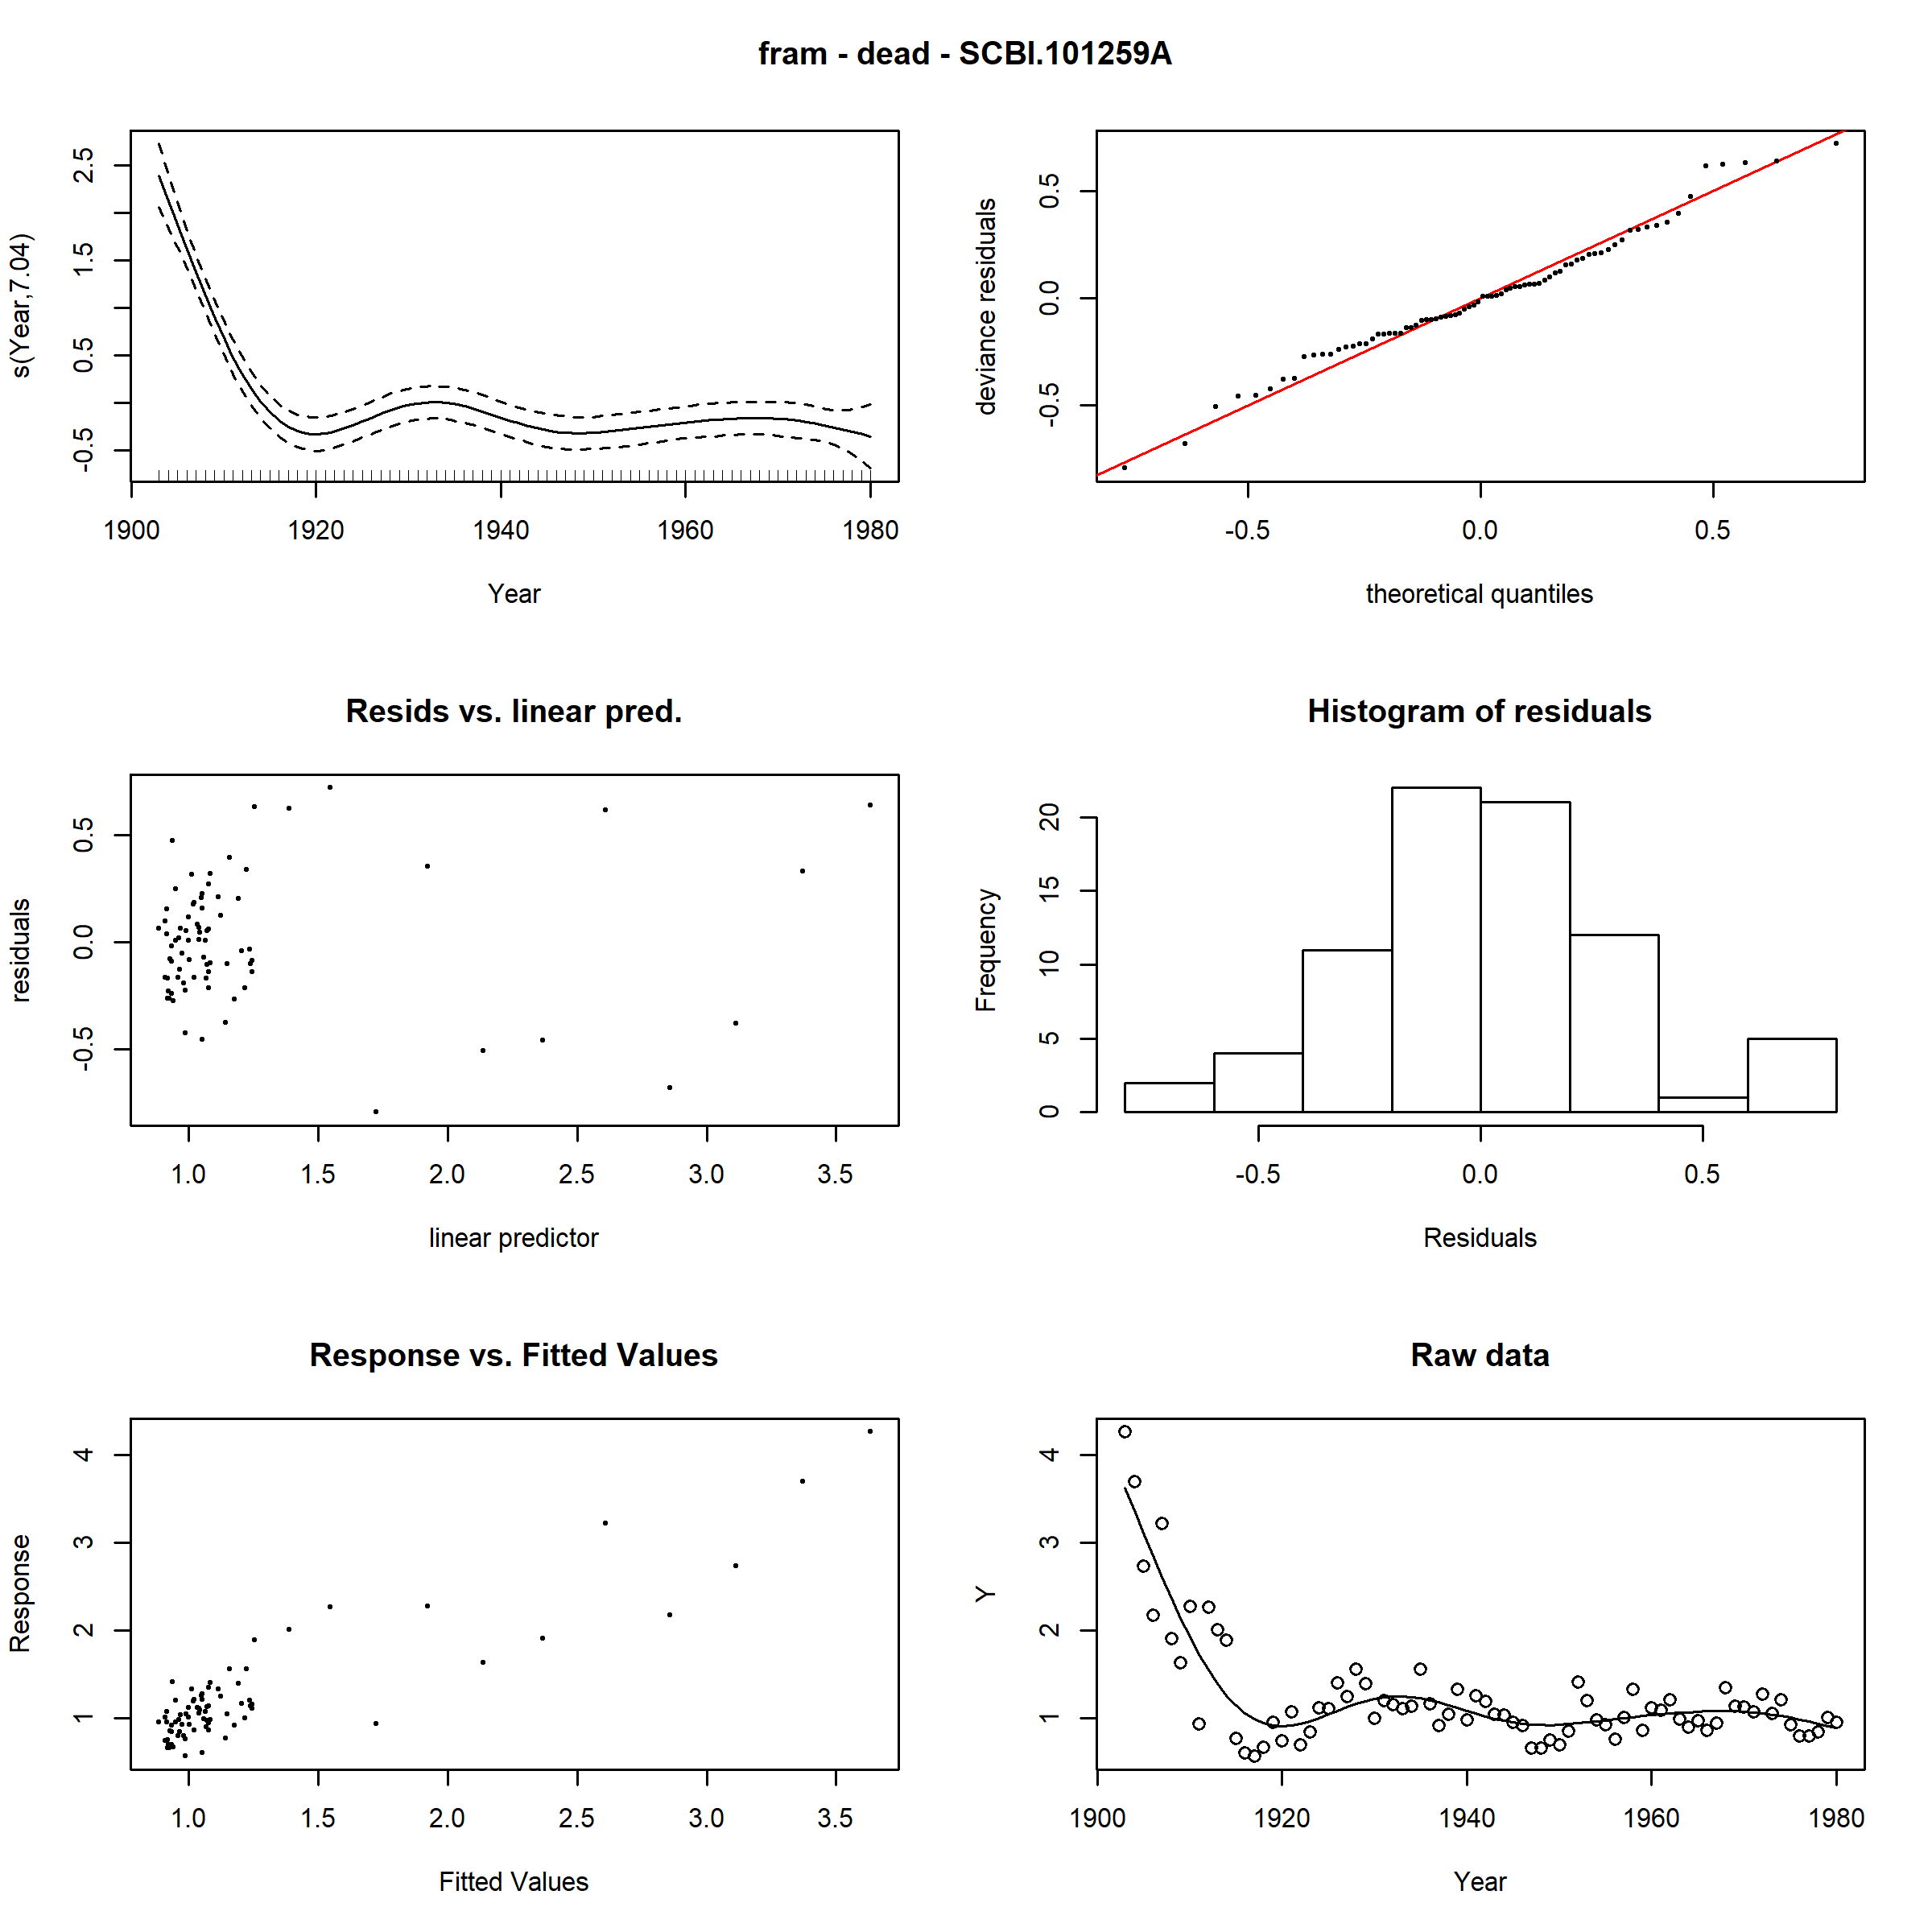 fram - dead - SCBI.101259A
s(Year,7.04)
2.5
1.5
0.5
-0.5
1900 1920 1940 1960 1980
Year
deviance residuals
0.5
0.0
-0.5
-0.5 0.0 0.5
theoretical quantiles
Resids vs. linear pred.
residuals
0.5
0.0
-0.5
1.0 1.5 2.0 2.5 3.0 3.5
linear predictor
Histogram of residuals
Frequency
20
15
10
5
0
-0.5 0.0 0.5
Residuals
Response vs. Fitted Values
Response
4
3
2
1
1.0 1.5 2.0 2.5 3.0 3.5
Fitted Values
Raw data
Y
4
3
2
1
1900 1920 1940 1960 1980
Year